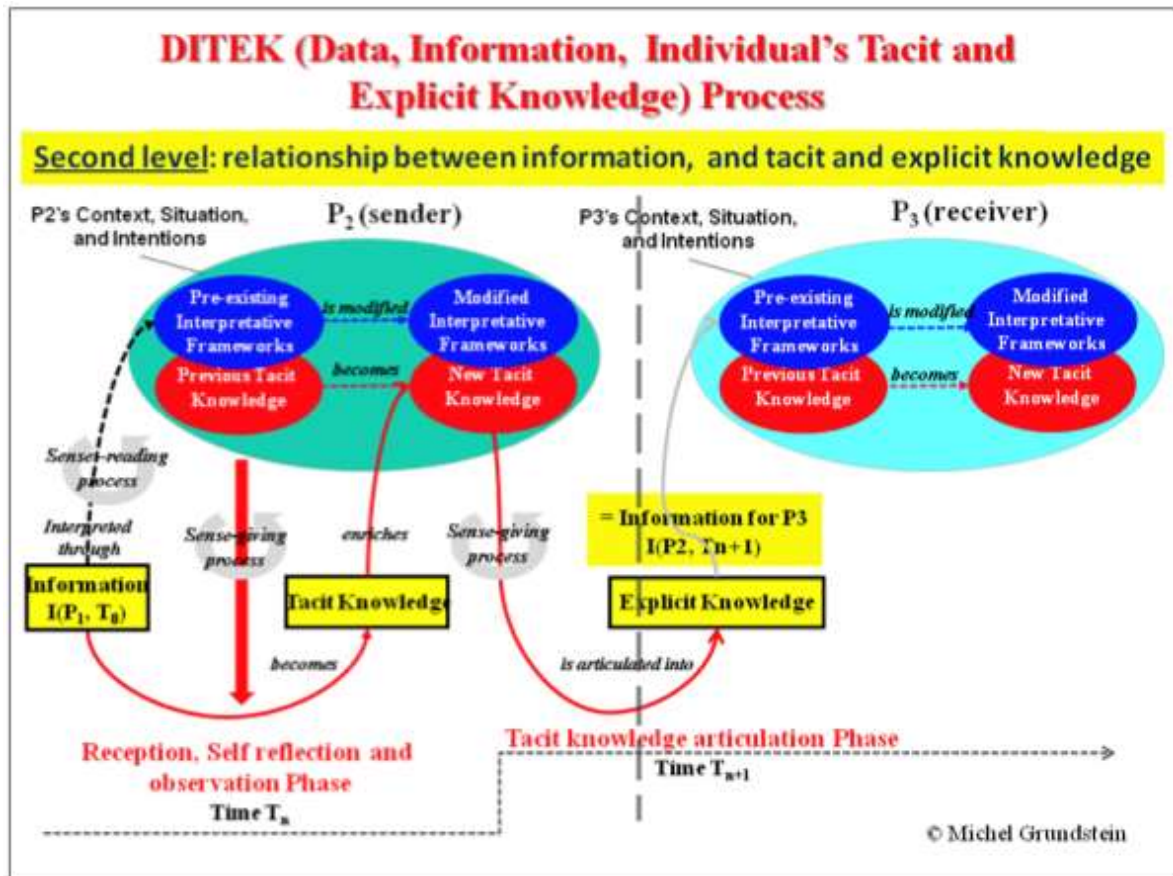 DITEK (Data, Information, Individual's Tacit and
Explicit Knowledge) Process
Second level: relationship between information, and tacit and explicit knowledge
P2's Context, Situation,
and Intentions
P2 (sender)
P3's Context, Situation,
and Intentions
P3 (receiver)
Pre-existing
Interpretative
Frameworks
is modified
Modified
Interpretative
Frameworks
Previous Tacit
Knowledge
becomes
New Tacit
Knowledge
Pre-existing
Interpretative
Frameworks
is modified
Modified
Interpretative
Frameworks
Previous Tacit
Knowledge
becomes
New Tacit
Knowledge
Sense-reading
process
Interpreted
through
Sense-giving
process
enriches
Sense-giving
process
= Information for P3
I(P2, Tn+1)
Information
I(P1, T0)
Tacit Knowledge
Explicit Knowledge
becomes
is articulated into
Reception, Self reflection and
observation Phase
Time Tn
Tacit knowledge articulation Phase
Time Tn+1
© Michel Grundstein